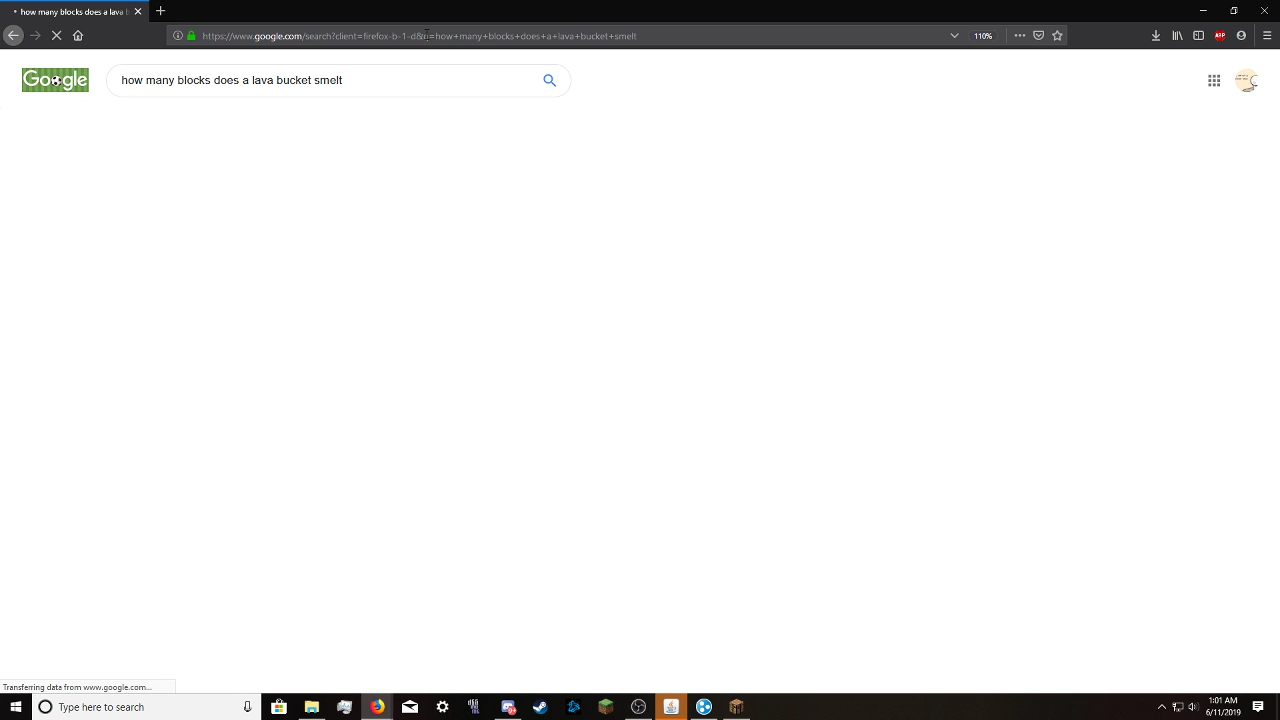 how many blocks does a lava b
https://www.google.com/search?client=firefox-b-1-d&q=how+many+blocks+does+a+lava+bucket+smelt
110%
ABP
Google
how many blocks does a lava bucket smelt
Transferring data from www.google.com...
Type here to search
1:01 AM
6/11/2019